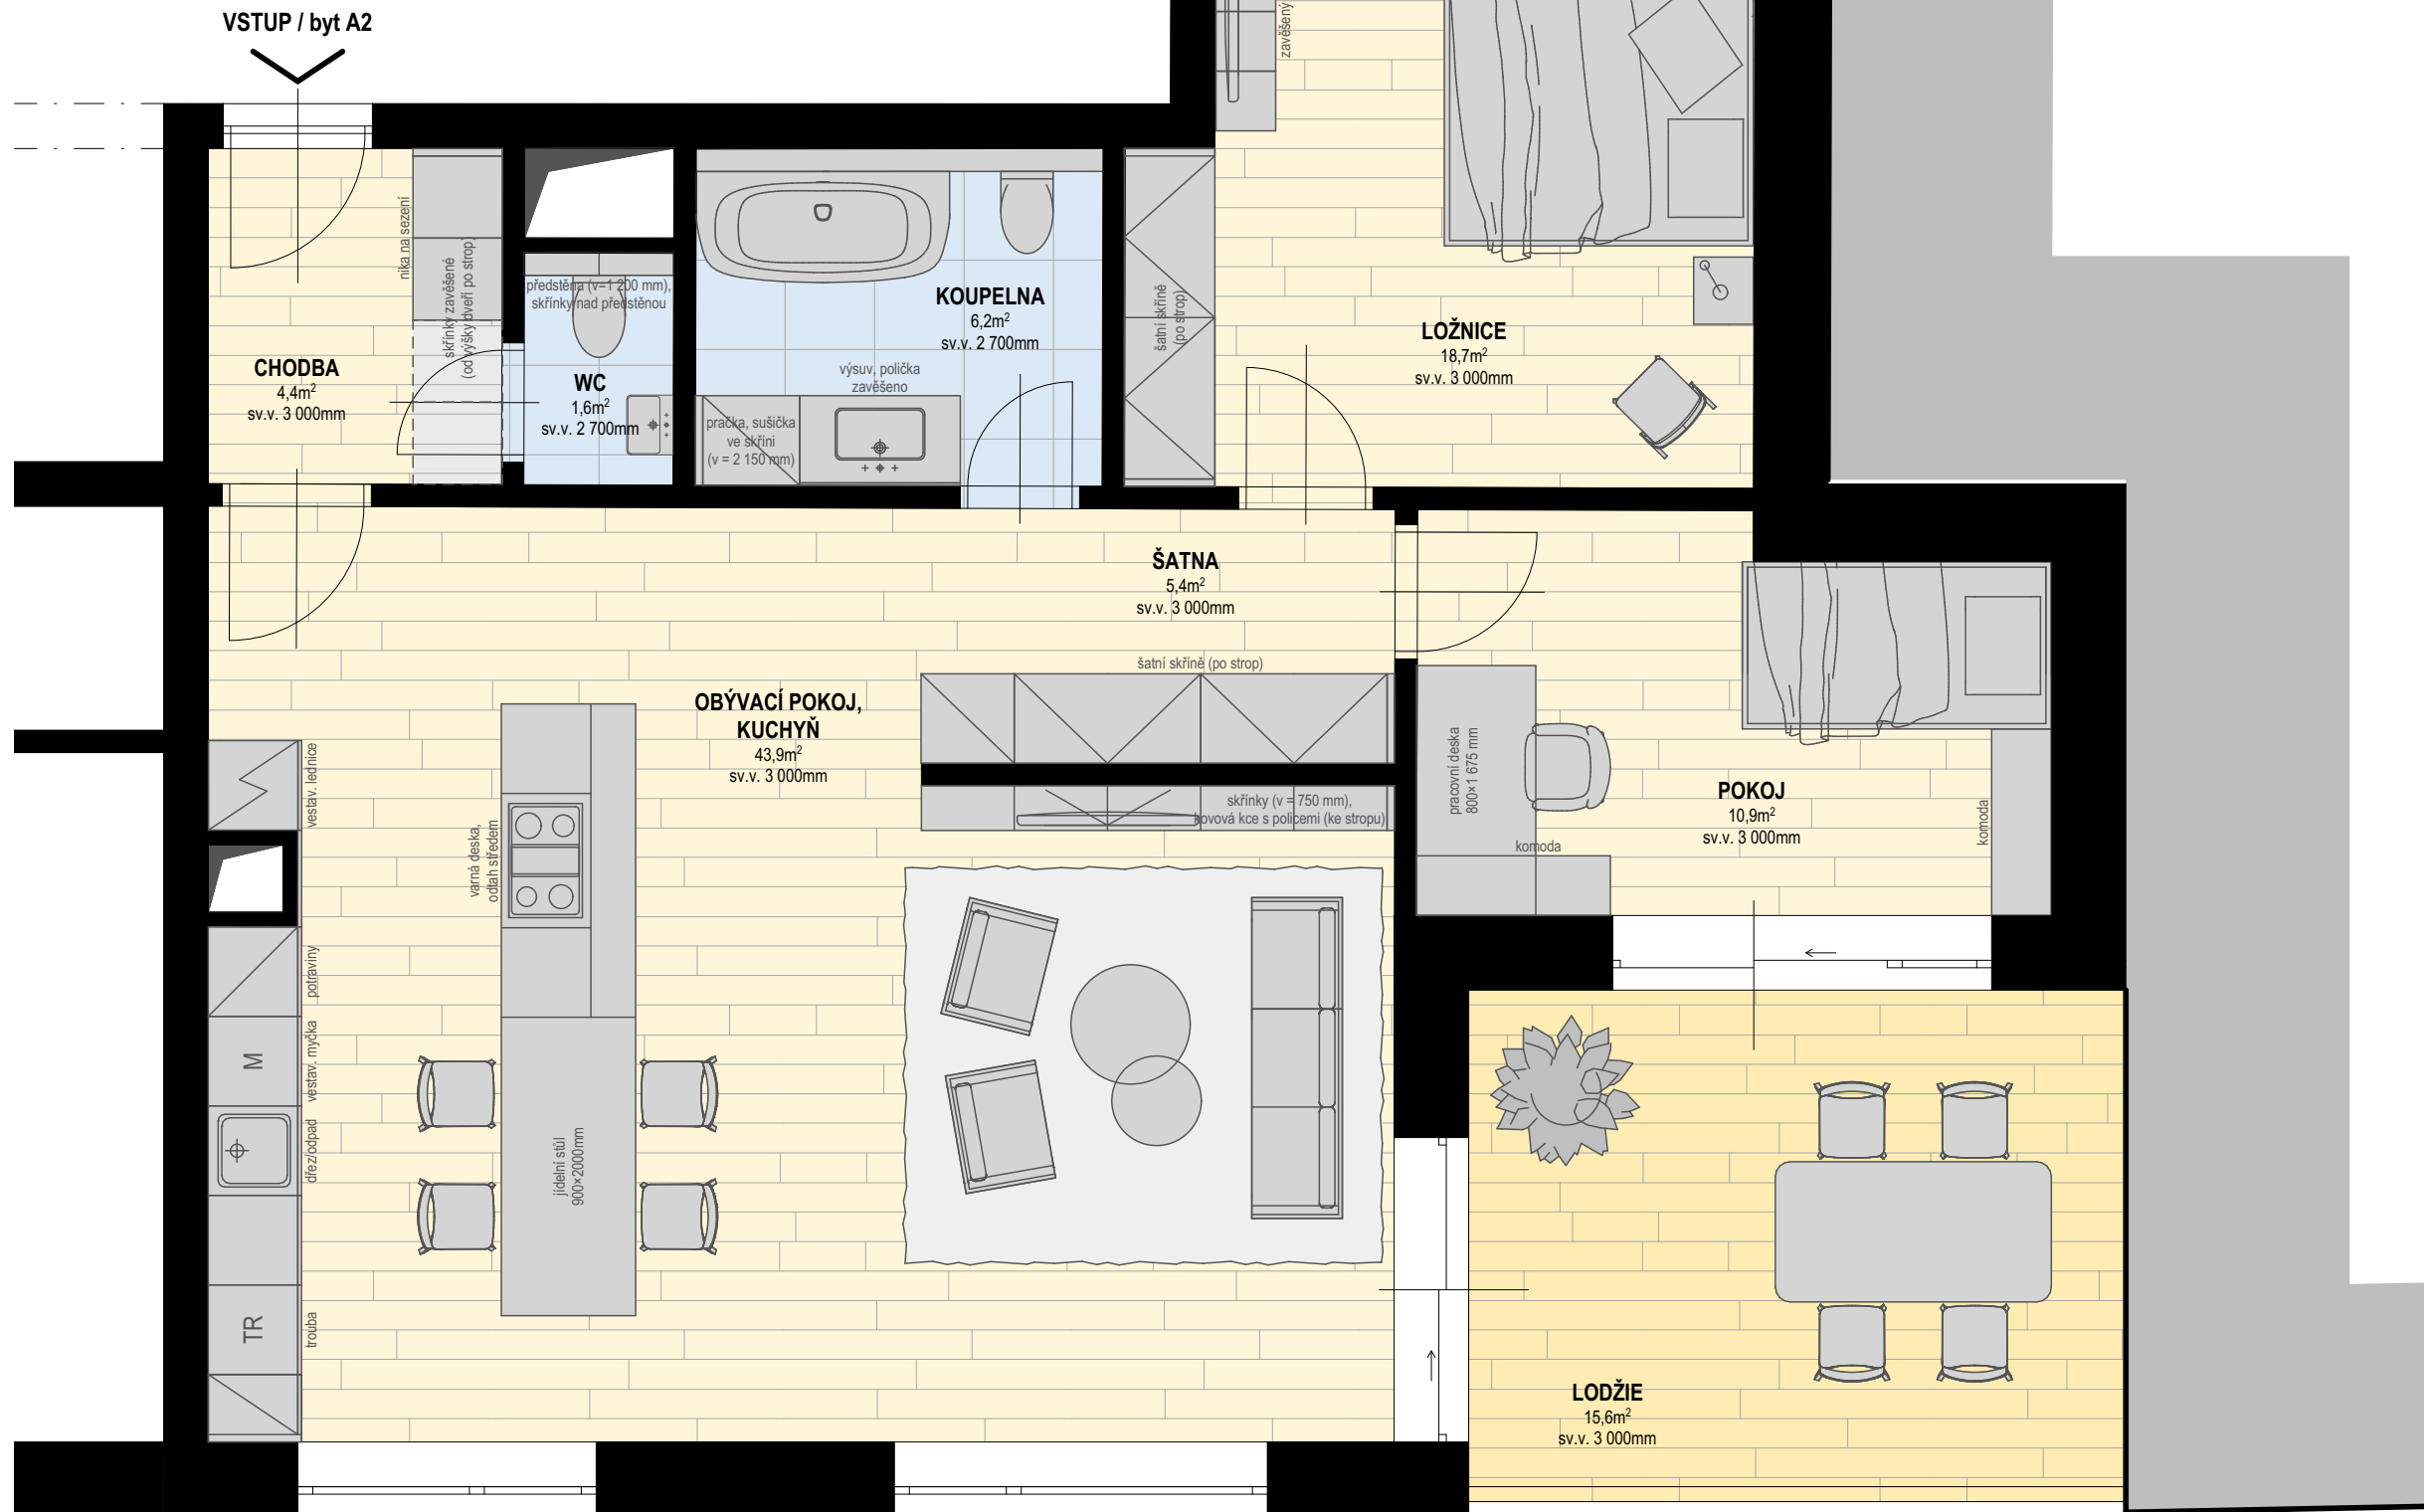 VSTUP / byt A2
zavěšený
nika na sezení
skřínky zavěšené
(od výšky dveří po strop)
předstěna (v=1 200 mm),
skřínky nad předstěnou
KOUPELNA
6,2m²
sv.v. 2 700mm
šatní skříně
(po strop)
LOŽNICE
18,7m²
sv.v. 3 000mm
CHODBA
4,4m²
sv.v. 3 000mm
WC
1,6m²
sv.v. 2 700mm
výsuv, polička
zavěšeno
pračka, sušička
ve skříni
(v = 2 150 mm)
ŠATNA
5,4m²
sv.v. 3 000mm
šatní skříně (po strop)
OBÝVACÍ POKOJ,
KUCHYŇ
43,9m²
sv.v. 3 000mm
vestav. lednice
varná deska,
odtah středem
skřínky (v = 750 mm),
kovová kce s policemi (ke stropu)
pracovní deska
800×1 675 mm
komoda
POKOJ
10,9m²
sv.v. 3 000mm
komoda
potraviny
M
vestav. myčka
dřez/odpad
jídelní stůl
900×2000mm
TR
trouba
LODŽIE
15,6m²
sv.v. 3 000mm